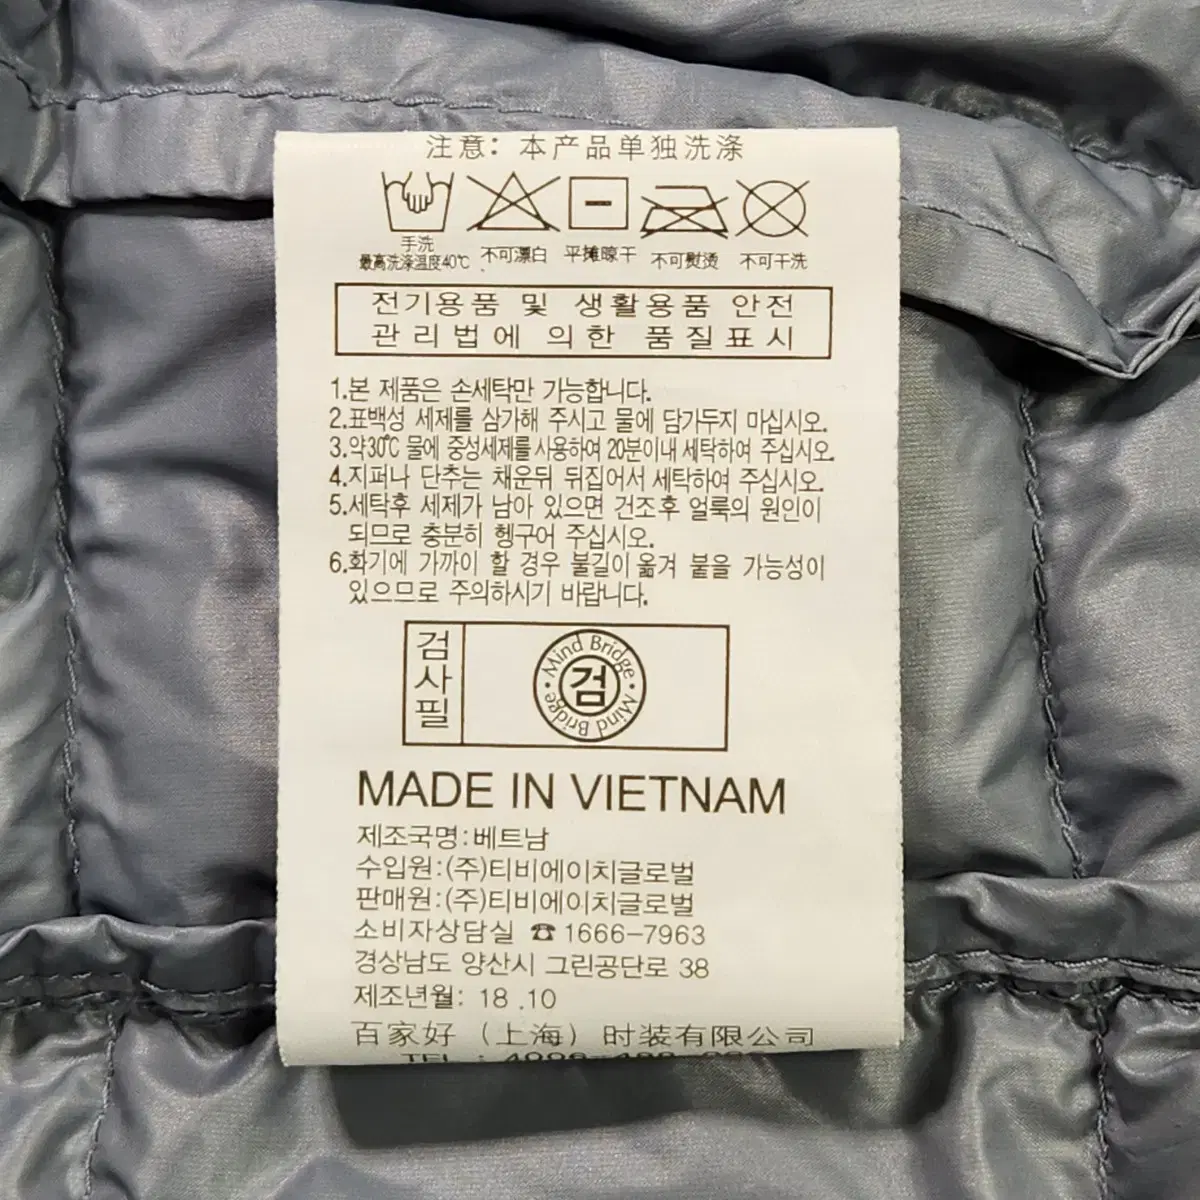 注意：本产品单独洗涤
手洗
最高洗涤温度40℃ 不可漂白 平摊晾干 不可熨烫 不可干洗
전기용품 및 생활용품 안전
관리법에 의한 품질표시
1.본 제품은 손세탁만 가능합니다.
2.표백성 세제를 삼가해 주시고 물에 담가두지 마십시오.
3.약30℃ 물에 중성세제를 사용하여 20분이내 세탁하여 주십시오.
4.지퍼나 단추는 채운뒤 뒤집어서 세탁하여 주십시오.
5.세탁후 세제가 남아 있으면 건조후 얼룩의 원인이
되므로 충분히 헹구어 주십시오.
6.화기에 가까이 할 경우 불길이 옮겨 붙을 가능성이
있으므로 주의하시기 바랍니다.
검사필
Mind Bridge • Mind Bridge •
검
MADE IN VIETNAM
제조국명:베트남
수입원:(주)티비에이치글로벌
판매원:(주)티비에이치글로벌
소비자상담실 ☎1666-7963
경상남도 양산시 그린공단로 38
제조년월: 18 .10
百家好（上海）时装有限公司
TEL :